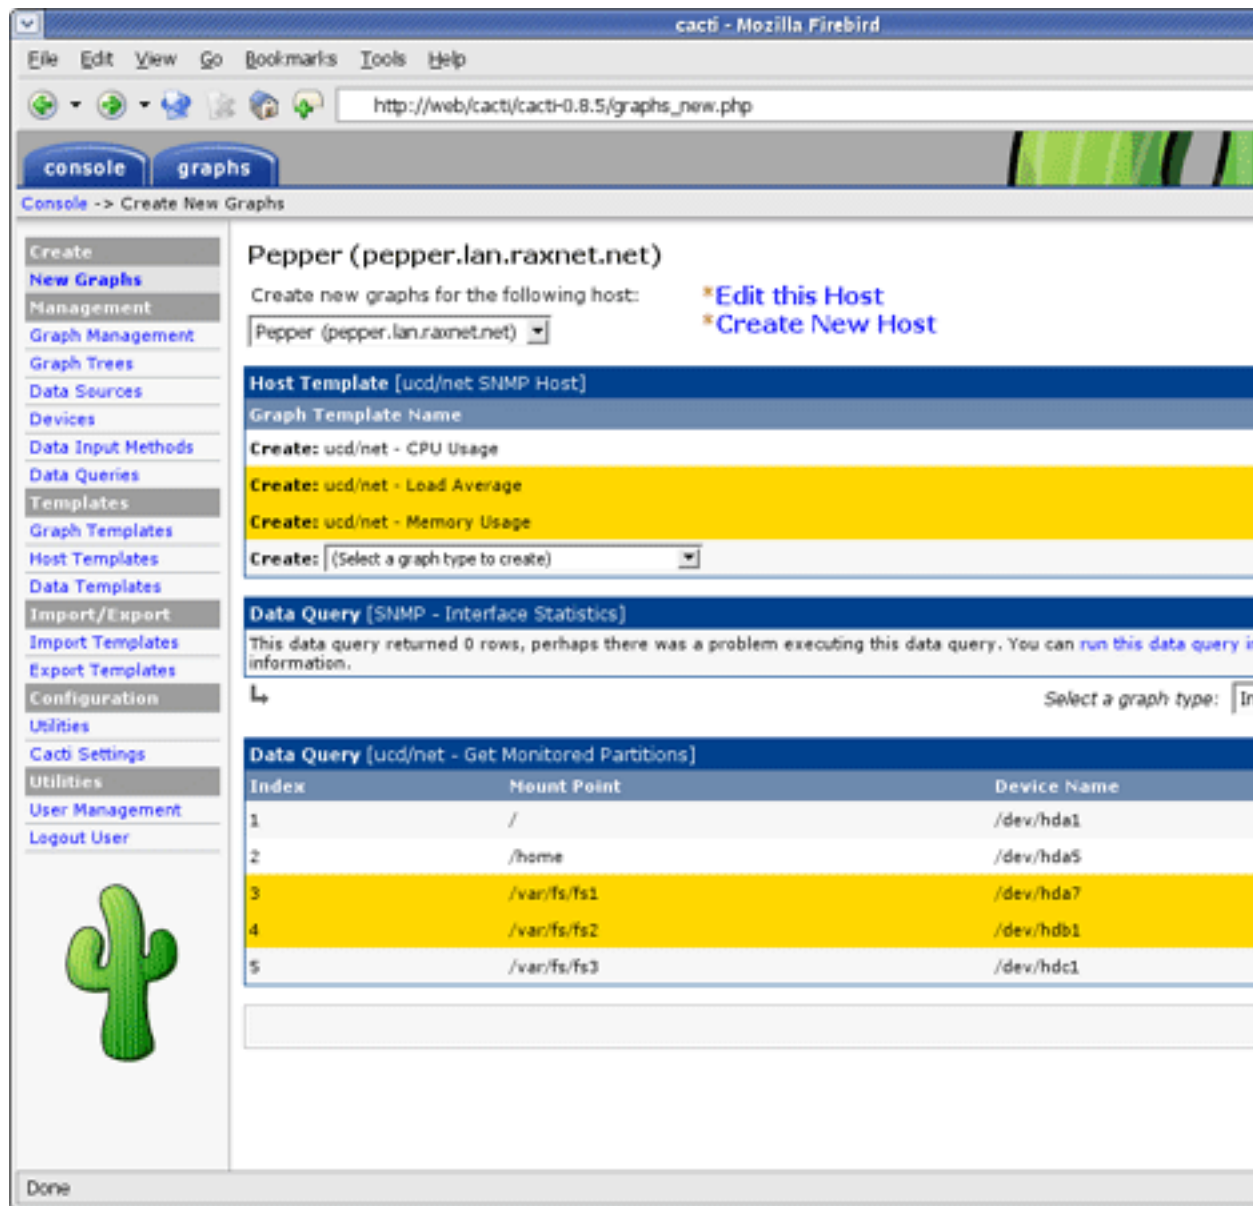 cacti - Mozilla Firebird
File Edit View Go Bookmarks Tools Help
http://web/cacti/cacti-0.8.5/graphs_new.php
console graphs
Console -> Create New Graphs
Create
New Graphs
Management
Graph Management
Graph Trees
Data Sources
Devices
Data Input Methods
Data Queries
Templates
Graph Templates
Host Templates
Data Templates
Import/Export
Import Templates
Export Templates
Configuration
Utilities
Cacti Settings
Utilities
User Management
Logout User
Pepper (pepper.lan.raxnet.net)
Create new graphs for the following host:
Pepper (pepper.lan.raxnet.net)
*Edit this Host
*Create New Host
Host Template [ucd/net SNMP Host]
Graph Template Name
Create: ucd/net - CPU Usage
Create: ucd/net - Load Average
Create: ucd/net - Memory Usage
Create: (Select a graph type to create)
Data Query [SNMP - Interface Statistics]
This data query returned 0 rows, perhaps there was a problem executing this data query. You can run this data query
information.
Select a graph type: In
Data Query [ucd/net - Get Monitored Partitions]
Index Mount Point Device Name
1 / /dev/hda1
2 /home /dev/hda5
3 /var/fs/fs1 /dev/hda7
4 /var/fs/fs2 /dev/hdb1
5 /var/fs/fs3 /dev/hdc1
Done